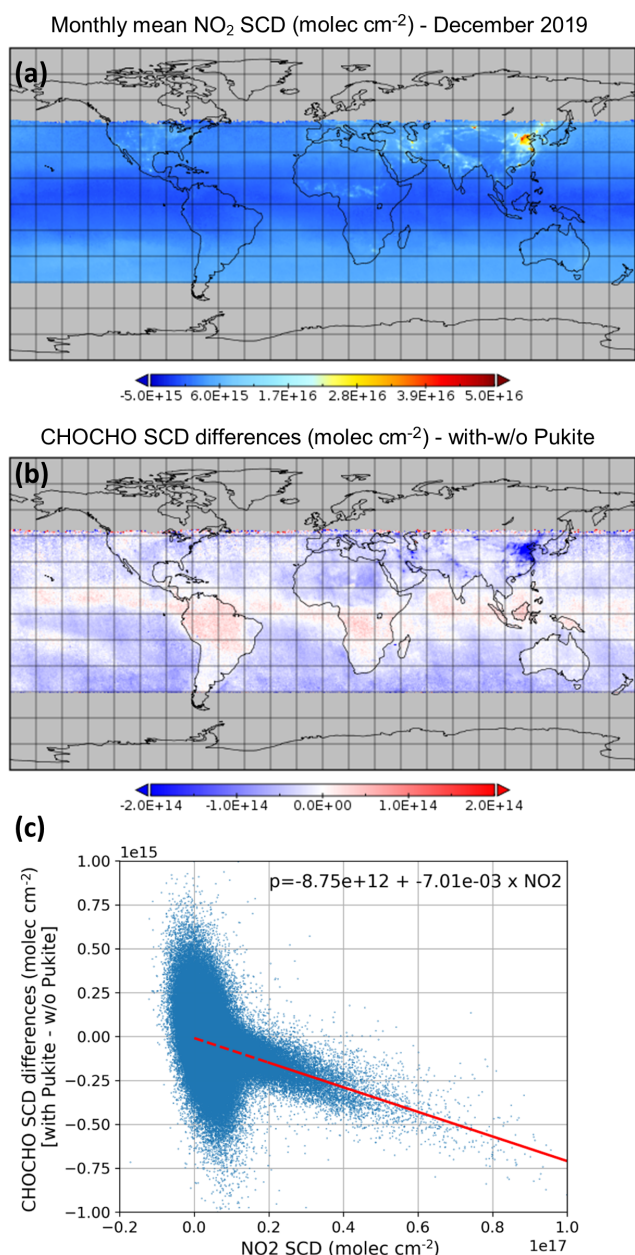 Monthly mean NO₂ SCD (molec cm⁻²) - December 2019
(a)
-5.0E+15 6.0E+15 1.7E+16 2.8E+16 3.9E+16 5.0E+16
CHOCHO SCD differences (molec cm⁻²) - with-w/o Pukite
(b)
-2.0E+14 -1.0E+14 0.0E+00 1.0E+14 2.0E+14
(c)
1e15
p=-8.75e+12 + -7.01e-03 x NO2
CHOCHO SCD differences (molec cm⁻²)
[with Pukite - w/o Pukite]
1.00
0.75
0.50
0.25
0.00
−0.25
−0.50
−0.75
−1.00
−0.2 0.0 0.2 0.4 0.6 0.8 1.0
NO2 SCD (molec cm⁻²)
1e17